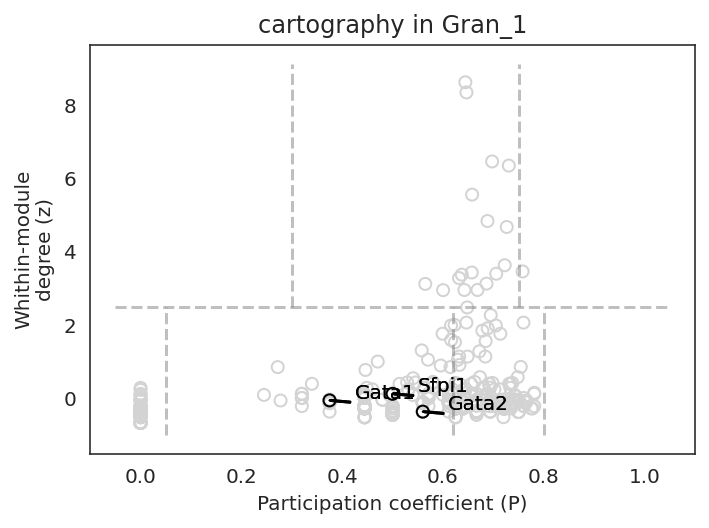 cartography in Gran_1
Whithin-module
degree (z)
8
6
4
2
0
Gata1
Sfpi1
Gata2
0.0 0.2 0.4 0.6 0.8 1.0
Participation coefficient (P)